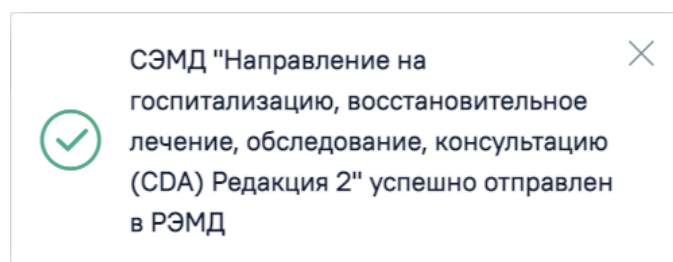 СЭМД "Направление на
госпитализацию, восстановительное
лечение, обследование, консультацию
(CDA) Редакция 2" успешно отправлен
в РЭМД